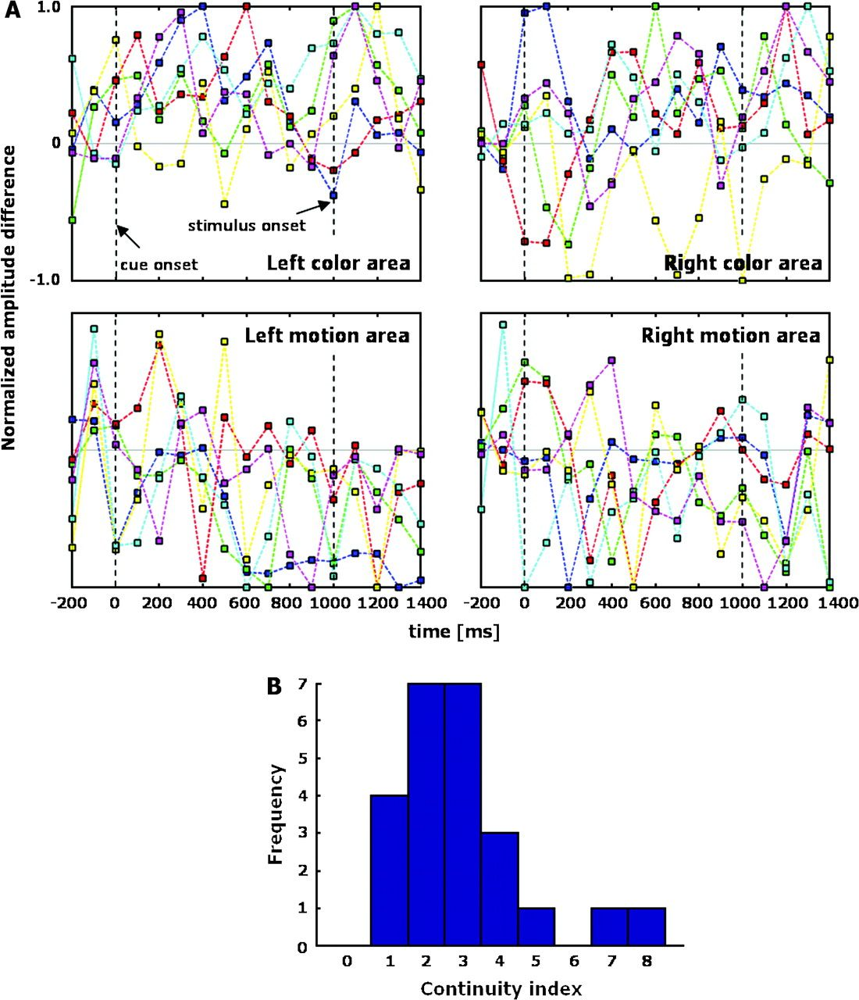 A
Normalized amplitude difference
1.0
0
-1.0
cue onset
stimulus onset
Left color area
Right color area
Left motion area
Right motion area
-200 0 200 400 600 800 1000 1200 1400
-200 0 200 400 600 800 1000 1200 1400
time [ms]
B
Frequency
7
6
5
4
3
2
1
0
0 1 2 3 4 5 6 7 8
Continuity index